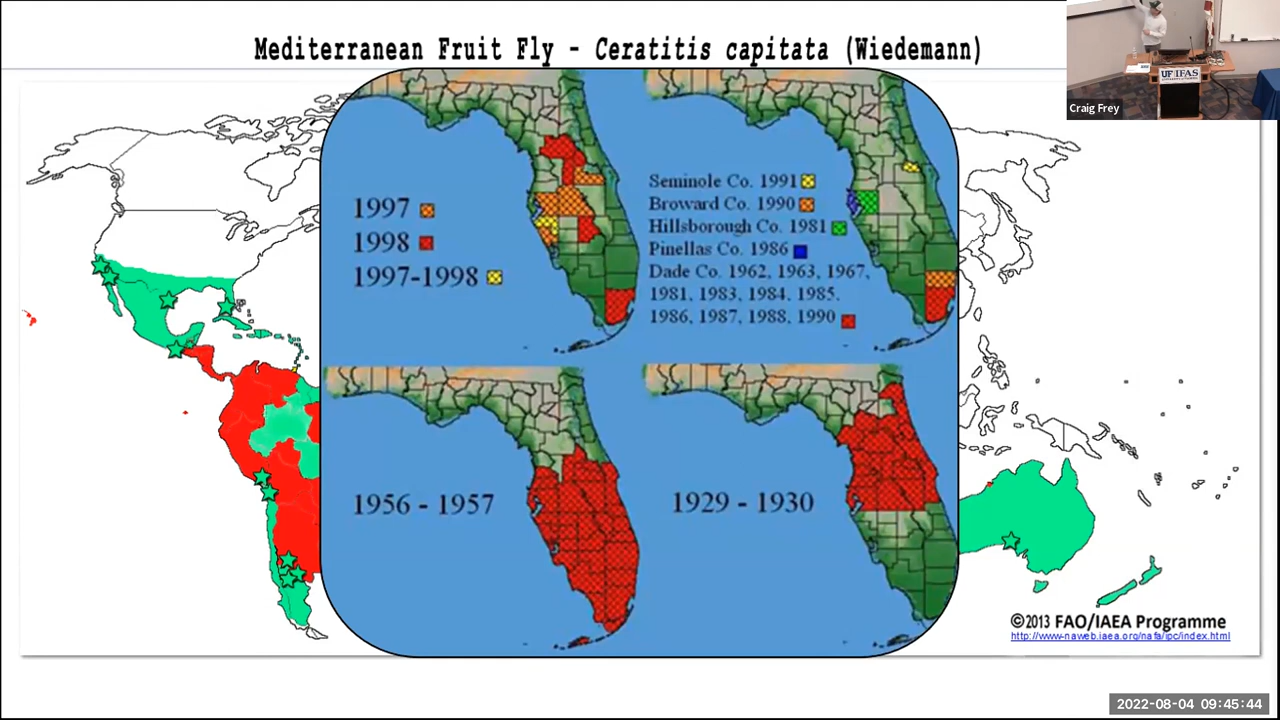 Mediterranean Fruit Fly - Ceratitis capitata (Wiedemann)
UF IFAS
Craig Frey
1997
1998
1997-1998
Seminole Co. 1991
Broward Co. 1990
Hillsborough Co. 1981
Pinellas Co. 1986
Dade Co. 1962, 1963, 1967,
1981, 1983, 1984, 1985.
1986, 1987, 1988, 1990
1956 - 1957
1929 - 1930
©2013 FAO/IAEA Programme
http://www-naweb.iaea.org/nafa/ipc/index.html
2022-08-04 09:45:44